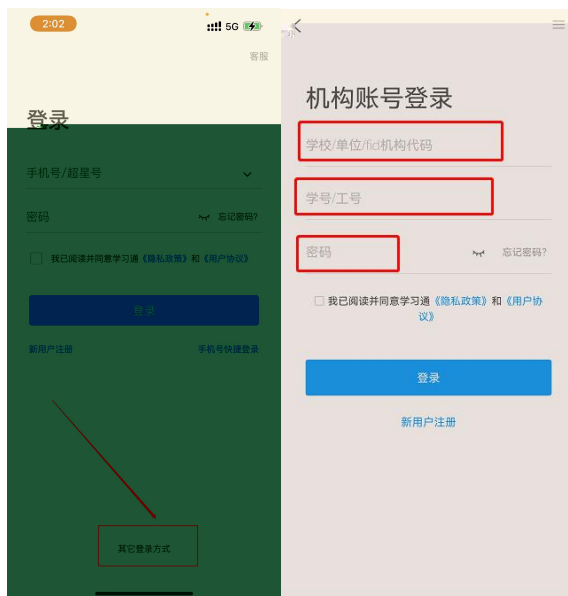 2:02
5G
客服
登录
手机号/超星号
密码
忘记密码?
我已阅读并同意学习通《隐私政策》和《用户协议》
登录
新用户注册
手机号快捷登录
其它登录方式
机构账号登录
学校/单位/fid机构代码
学号/工号
密码
忘记密码?
我已阅读并同意学习通《隐私政策》和《用户协
议》
登录
新用户注册